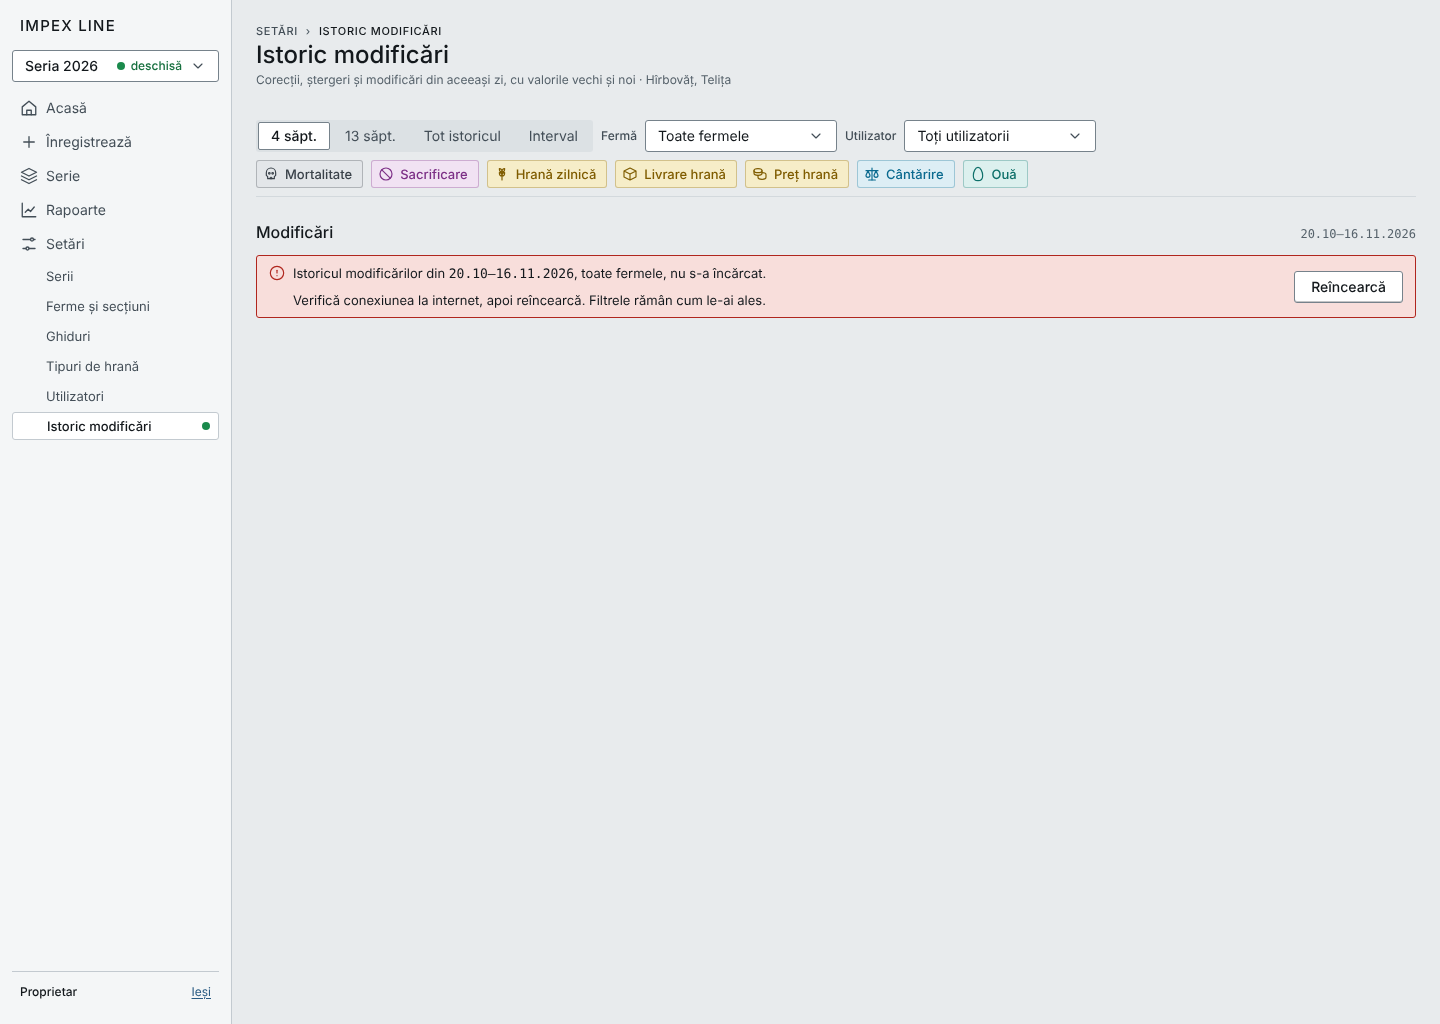 IMPEX LINE
Seria 2026 deschisă
Acasă
Înregistrează
Serie
Rapoarte
Setări
Serii
Ferme și secțiuni
Ghiduri
Tipuri de hrană
Utilizatori
Istoric modificări
Proprietar Ieși
SETĂRI › ISTORIC MODIFICĂRI
Istoric modificări
Corecții, ștergeri și modificări din aceeași zi, cu valorile vechi și noi · Hîrbovăț, Telița
4 săpt. 13 săpt. Tot istoricul Interval Fermă Toate fermele Utilizator Toți utilizatorii
Mortalitate Sacrificare Hrană zilnică Livrare hrană Preț hrană Cântărire Ouă
Modificări 20.10–16.11.2026
Istoricul modificărilor din 20.10–16.11.2026, toate fermele, nu s-a încărcat.
Verifică conexiunea la internet, apoi reîncearcă. Filtrele rămân cum le-ai ales.
Reîncearcă